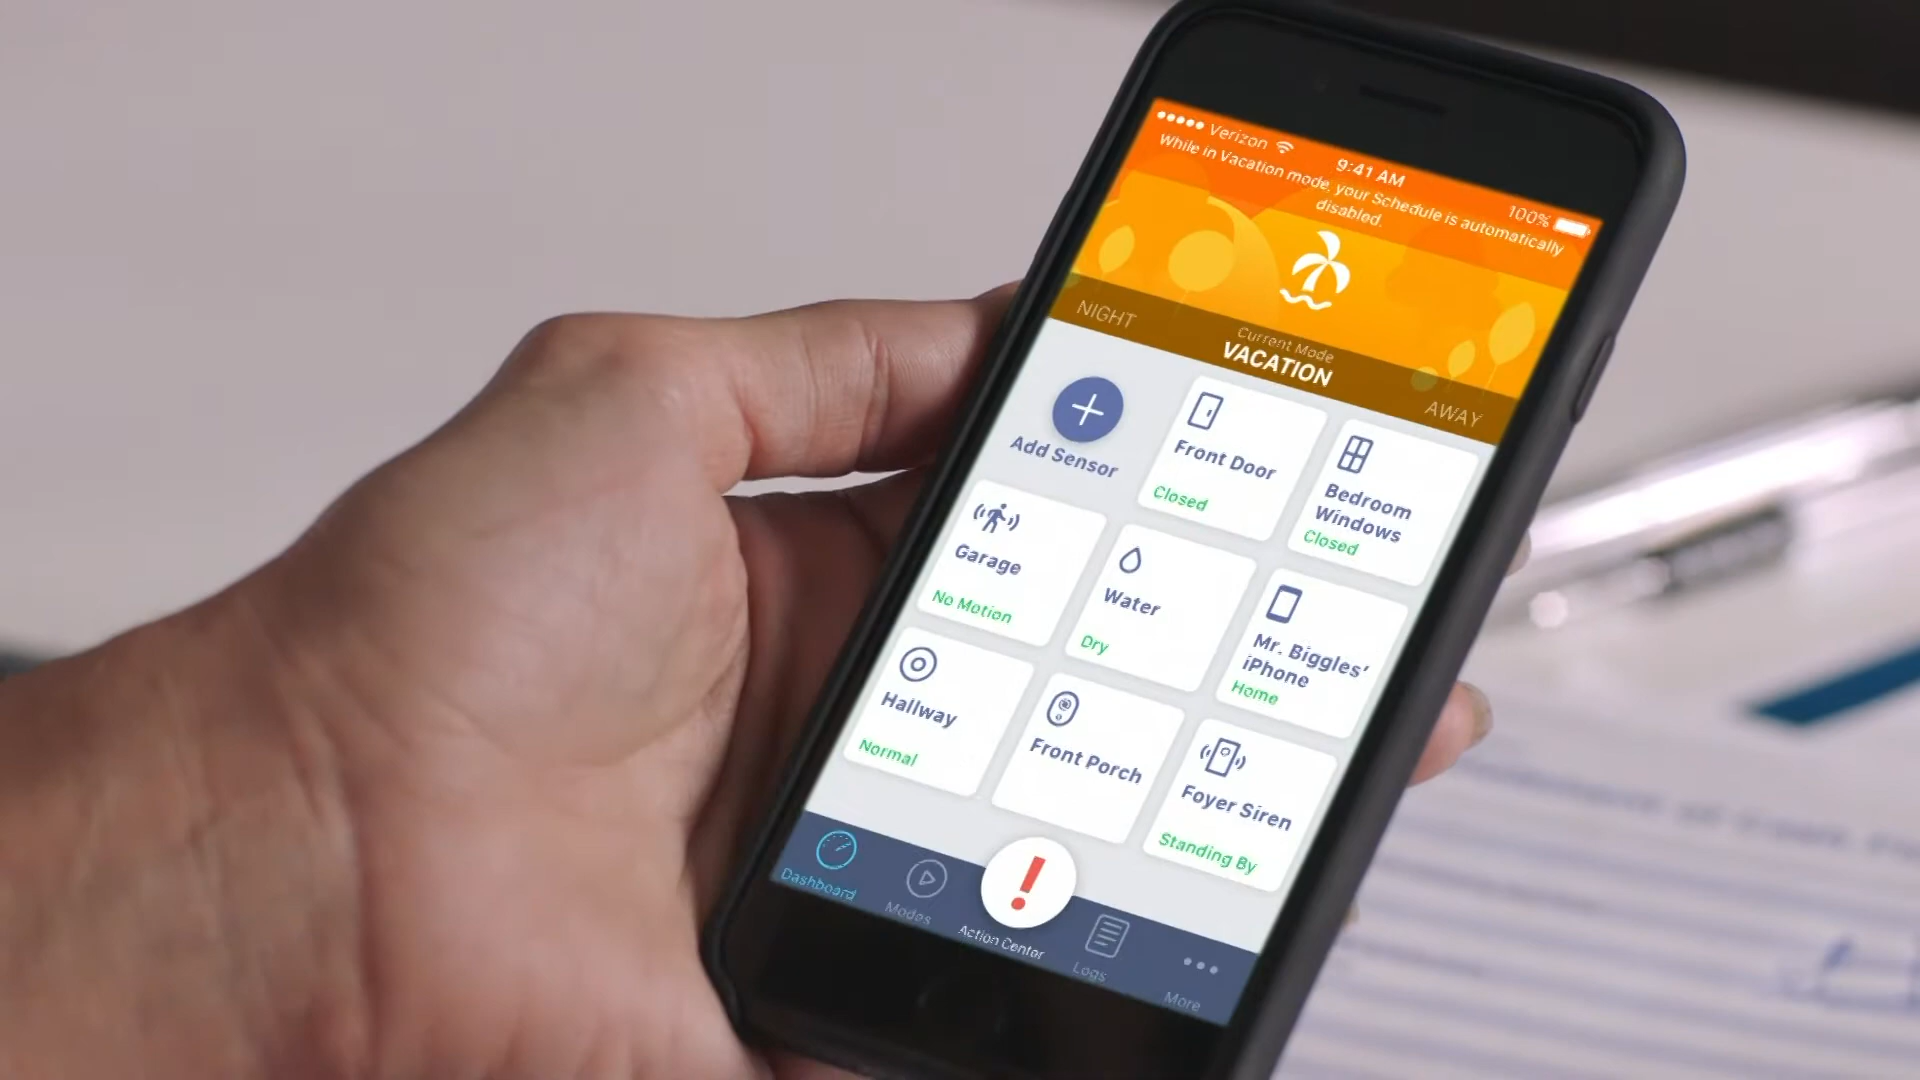 Verizon
9:41 AM
100%
While in Vacation mode, your Schedule is automatically
disabled.
NIGHT
Current Mode
VACATION
AWAY
Add Sensor
Front Door
Closed
Bedroom
Windows
Closed
Garage
No Motion
Water
Dry
Mr. Biggles'
iPhone
Home
Hallway
Normal
Front Porch
Foyer Siren
Standing By
Dashboard
Modes
Action Center
Logs
More